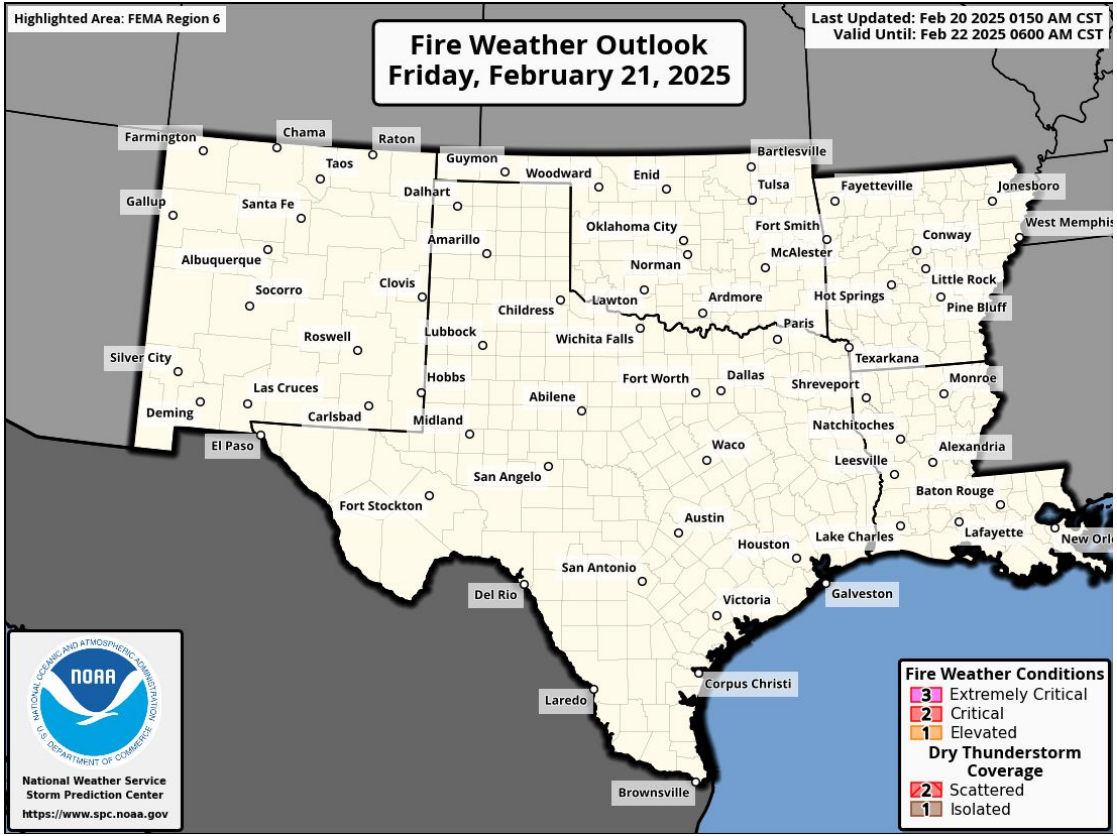 Highlighted Area: FEMA Region 6
Fire Weather Outlook
Friday, February 21, 2025
Last Updated: Feb 20 2025 0150 AM CST
Valid Until: Feb 22 2025 0600 AM CST
Farmington
Chama
Raton
Taos
Gallup
Santa Fe
Albuquerque
Socorro
Clovis
Roswell
Silver City
Las Cruces
Hobbs
Deming
Carlsbad
El Paso
Guymon
Woodward
Enid
Bartlesville
Tulsa
Dalhart
Oklahoma City
Fort Smith
Amarillo
Norman
McAlester
Childress
Lawton
Ardmore
Lubbock
Wichita Falls
Paris
Fayetteville
Jonesboro
West Memphis
Conway
Little Rock
Hot Springs
Pine Bluff
Texarkana
Fort Worth
Dallas
Shreveport
Monroe
Abilene
Midland
Natchitoches
Waco
Leesville
Alexandria
San Angelo
Fort Stockton
Baton Rouge
Austin
Lake Charles
Lafayette
New Orl
Houston
San Antonio
Del Rio
Galveston
Victoria
Laredo
Corpus Christi
Brownsville
NATIONAL OCEANIC AND ATMOSPHERIC ADMINISTRATION
NOAA
U.S. DEPARTMENT OF COMMERCE
National Weather Service
Storm Prediction Center
https://www.spc.noaa.gov
Fire Weather Conditions
3 Extremely Critical
2 Critical
1 Elevated
Dry Thunderstorm
Coverage
2 Scattered
1 Isolated